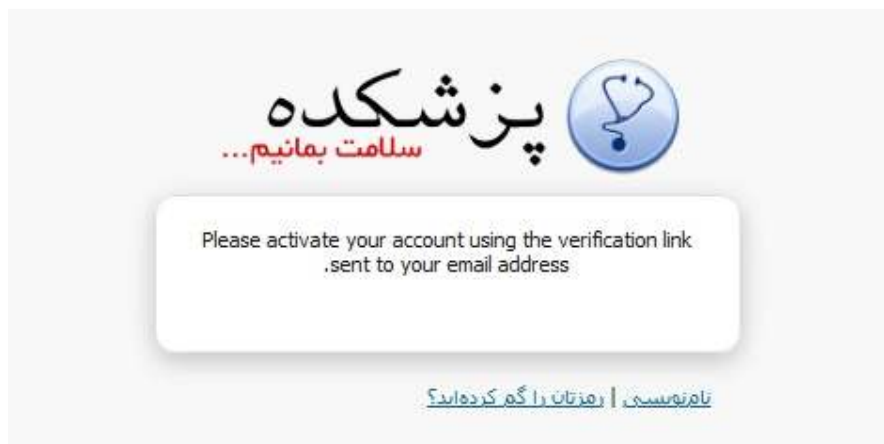 پزشکده
سلامت بمانیم...
Please activate your account using the verification link
.sent to your email address
نام‌نویسی | رمزتان را گم کرده‌اید؟